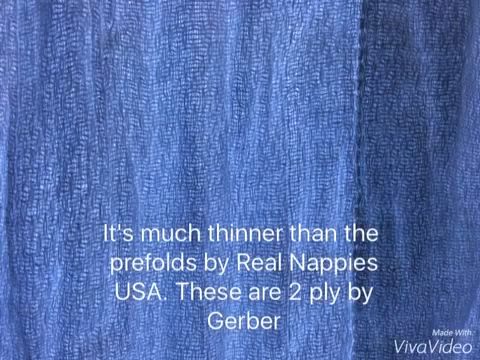 It's much thinner than the
prefolds by Real Nappies
USA. These are 2 ply by
Gerber
Made With
VivaVideo